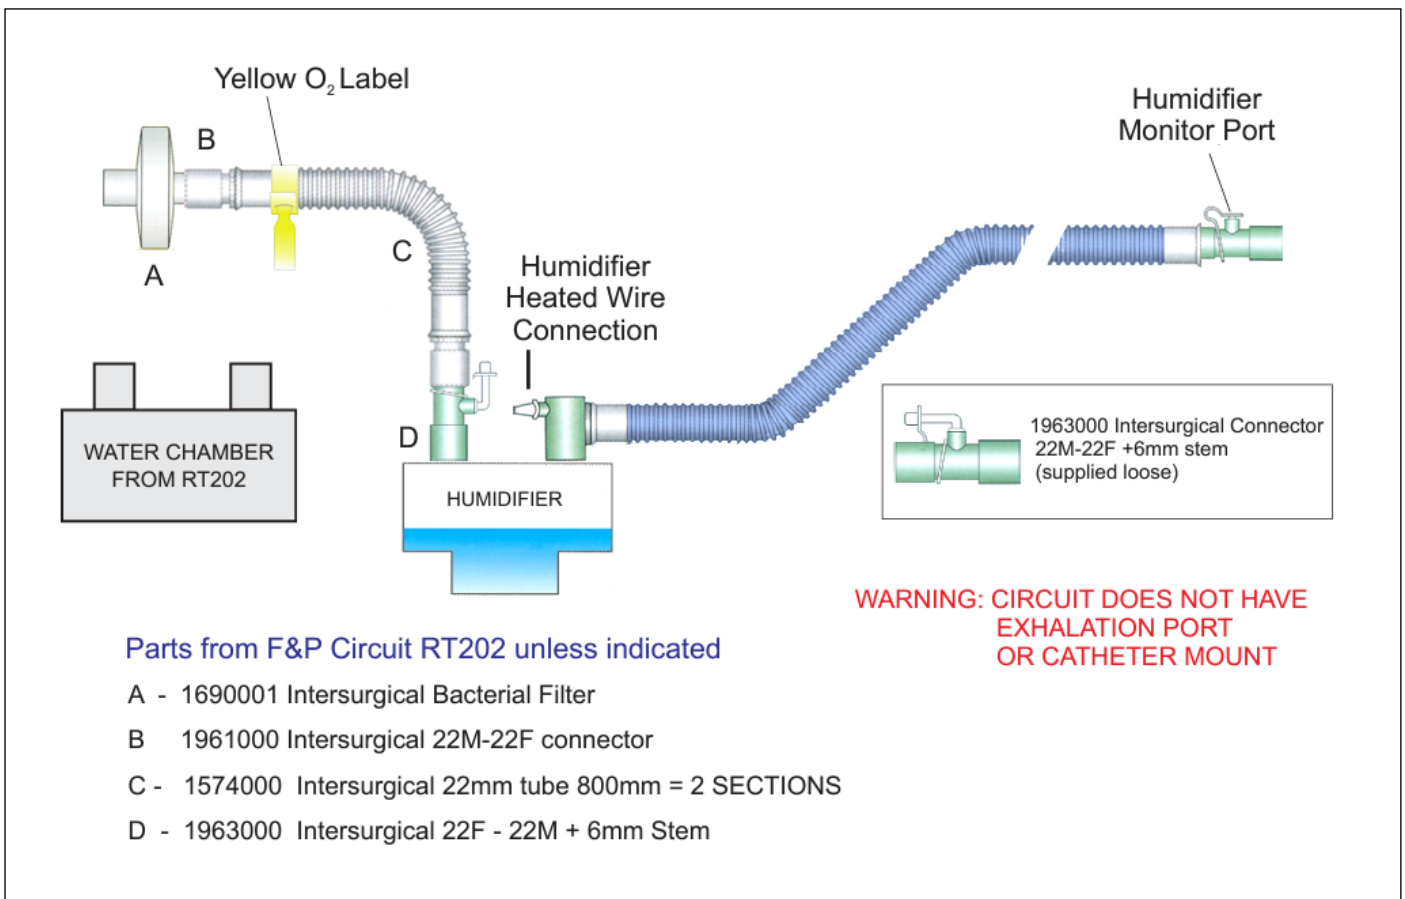 Yellow O₂ Label
B
A
C
Humidifier
Monitor Port
Humidifier
Heated Wire
Connection
D
WATER CHAMBER
FROM RT202
HUMIDIFIER
1963000 Intersurgical Connector
22M-22F +6mm stem
(supplied loose)
WARNING: CIRCUIT DOES NOT HAVE
EXHALATION PORT
OR CATHETER MOUNT
Parts from F&P Circuit RT202 unless indicated
A - 1690001 Intersurgical Bacterial Filter
B 1961000 Intersurgical 22M-22F connector
C - 1574000 Intersurgical 22mm tube 800mm = 2 SECTIONS
D - 1963000 Intersurgical 22F - 22M + 6mm Stem